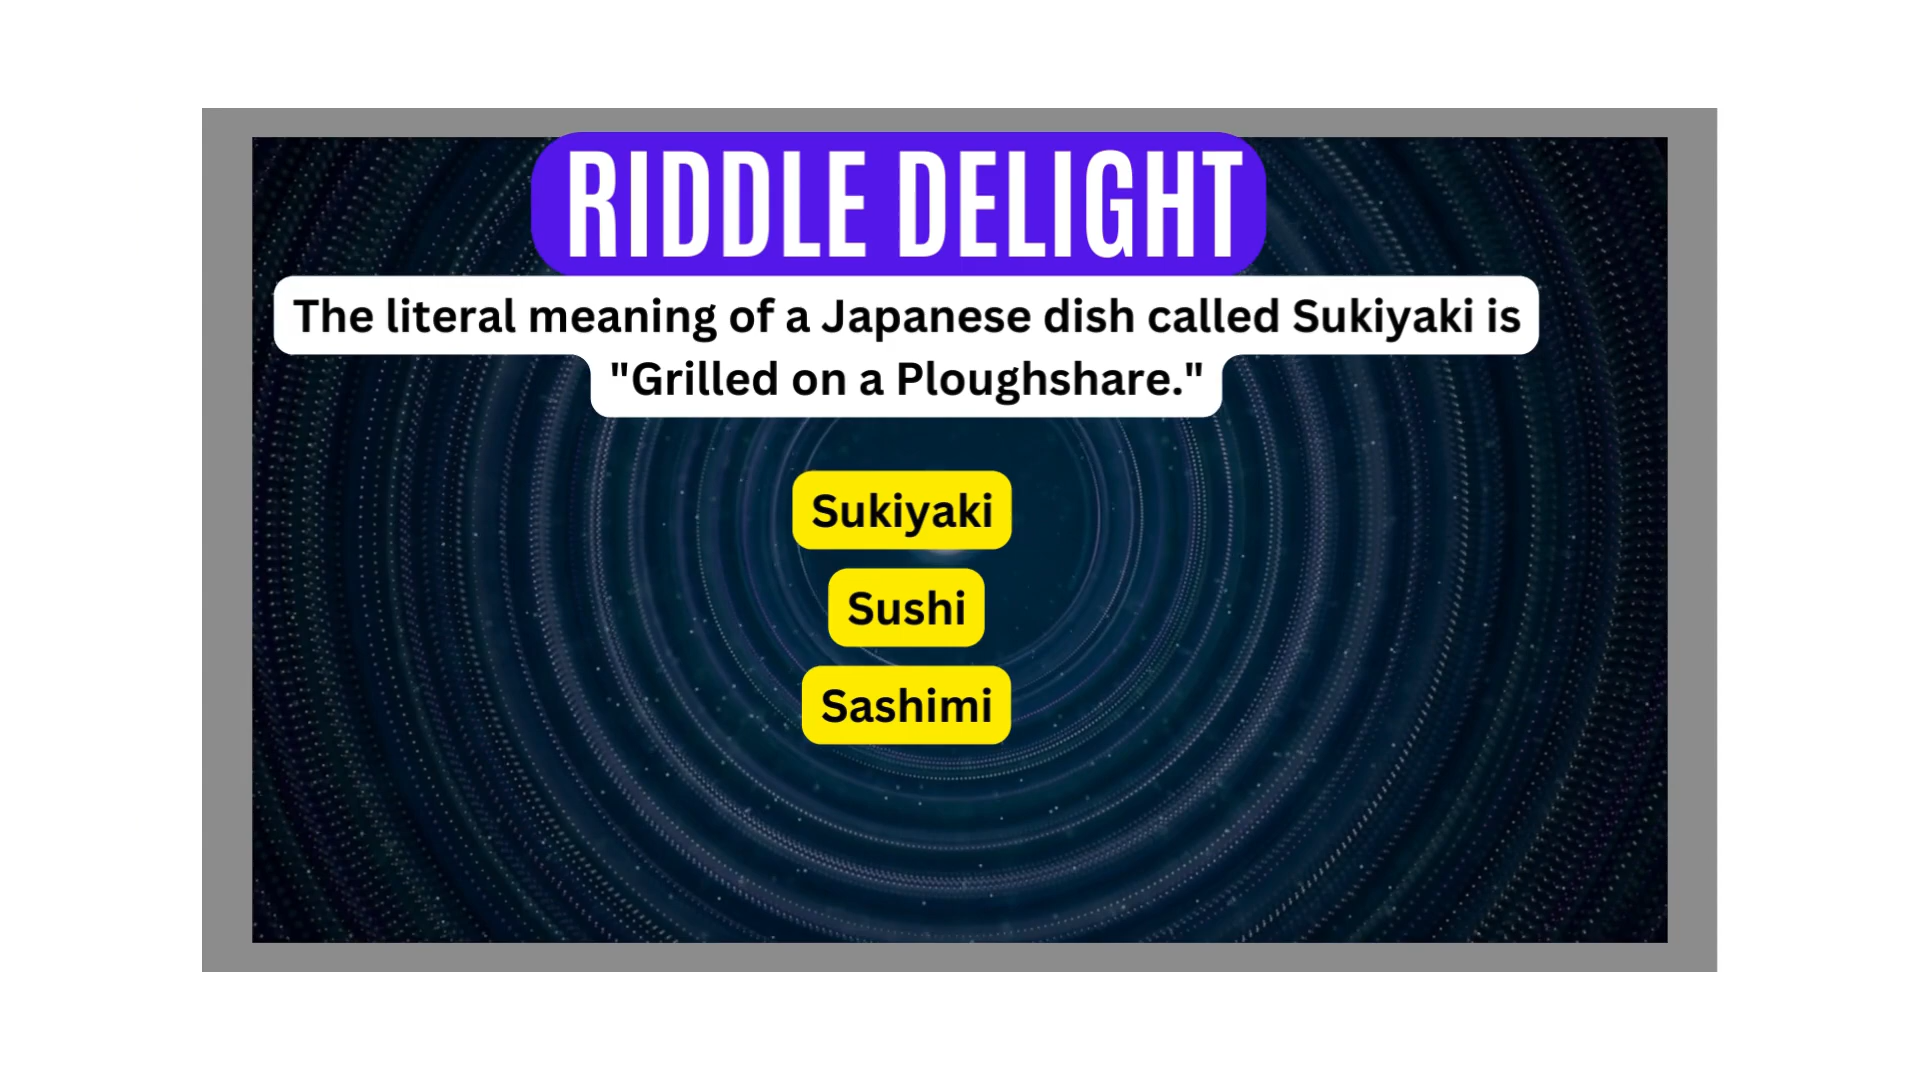 RIDDLE DELIGHT
The literal meaning of a Japanese dish called Sukiyaki is
"Grilled on a Ploughshare."
Sukiyaki
Sushi
Sashimi